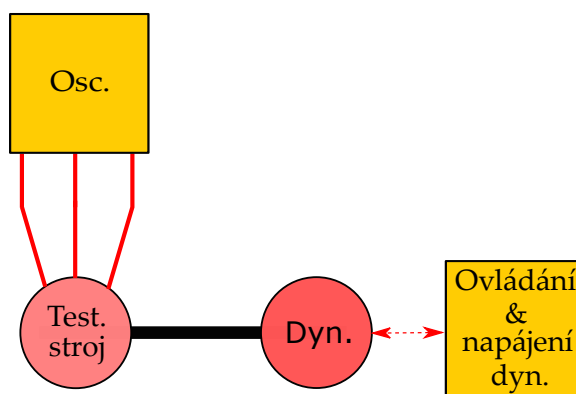 Osc.
Test.
stroj
Dyn.
Ovládání
&
napájení
dyn.